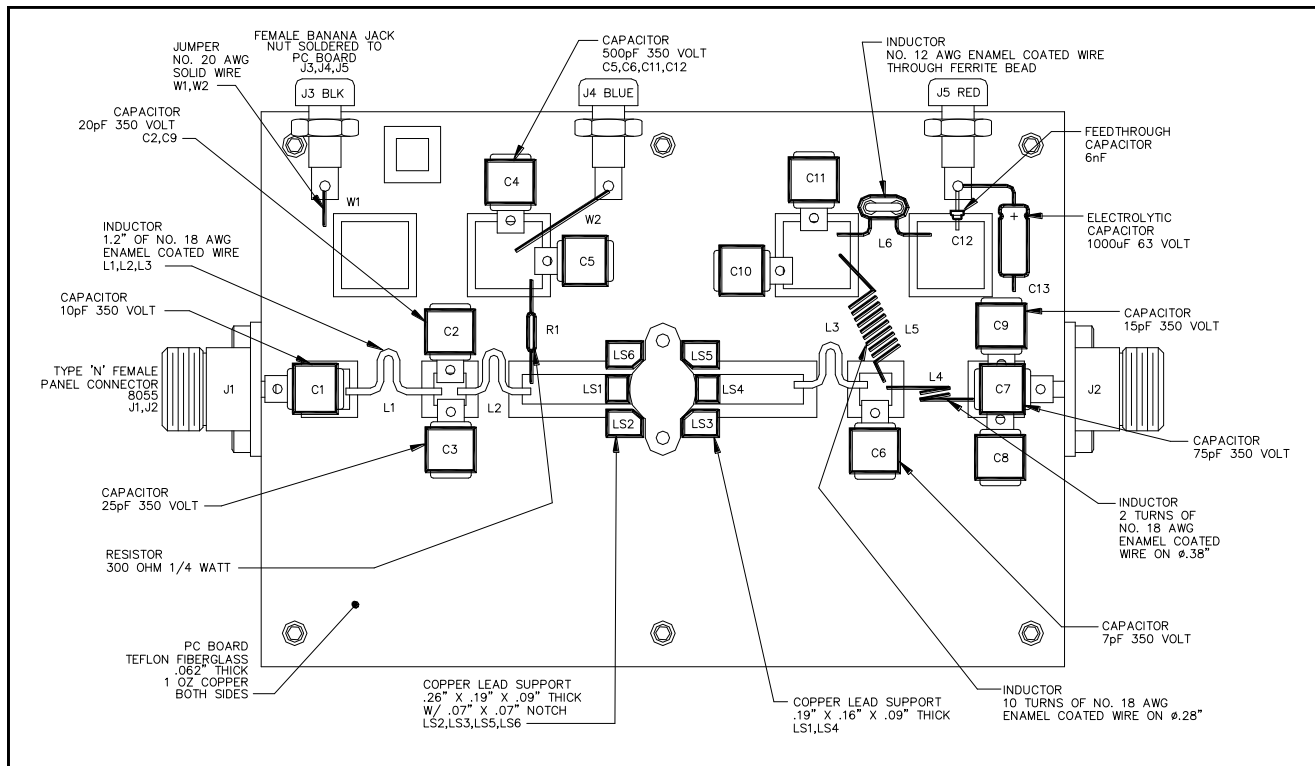 JUMPER
NO. 20 AWG
SOLID WIRE
W1,W2
FEMALE BANANA JACK
NUT SOLDERED TO
PC BOARD
J3,J4,J5
CAPACITOR
500pF 350 VOLT
C5,C6,C11,C12
INDUCTOR
NO. 12 AWG ENAMEL COATED WIRE
THROUGH FERRITE BEAD
J3 BLK
J4 BLUE
J5 RED
CAPACITOR
20pF 350 VOLT
C2,C9
FEEDTHROUGH
CAPACITOR
6nF
C4
C11
W1
W2
L6
C12
+
ELECTROLYTIC
CAPACITOR
1000uF 63 VOLT
INDUCTOR
1.2" OF NO. 18 AWG
ENAMEL COATED WIRE
L1,L2,L3
C5
C10
C13
CAPACITOR
10pF 350 VOLT
C2
R1
L3
L5
C9
CAPACITOR
15pF 350 VOLT
LS6
LS5
TYPE 'N' FEMALE
PANEL CONNECTOR
8055
J1,J2
J1
C1
L1
L2
LS1
LS4
L4
C7
J2
LS2
LS3
C3
C6
C8
CAPACITOR
75pF 350 VOLT
CAPACITOR
25pF 350 VOLT
INDUCTOR
2 TURNS OF
NO. 18 AWG
ENAMEL COATED
WIRE ON ø.38"
RESISTOR
300 OHM 1/4 WATT
CAPACITOR
7pF 350 VOLT
PC BOARD
TEFLON FIBERGLASS
.062" THICK
1 OZ COPPER
BOTH SIDES
COPPER LEAD SUPPORT
.26" X .19" X .09" THICK
W/ .07" X .07" NOTCH
LS2,LS3,LS5,LS6
COPPER LEAD SUPPORT
.19" X .16" X .09" THICK
LS1,LS4
INDUCTOR
10 TURNS OF NO. 18 AWG
ENAMEL COATED WIRE ON ø.28"